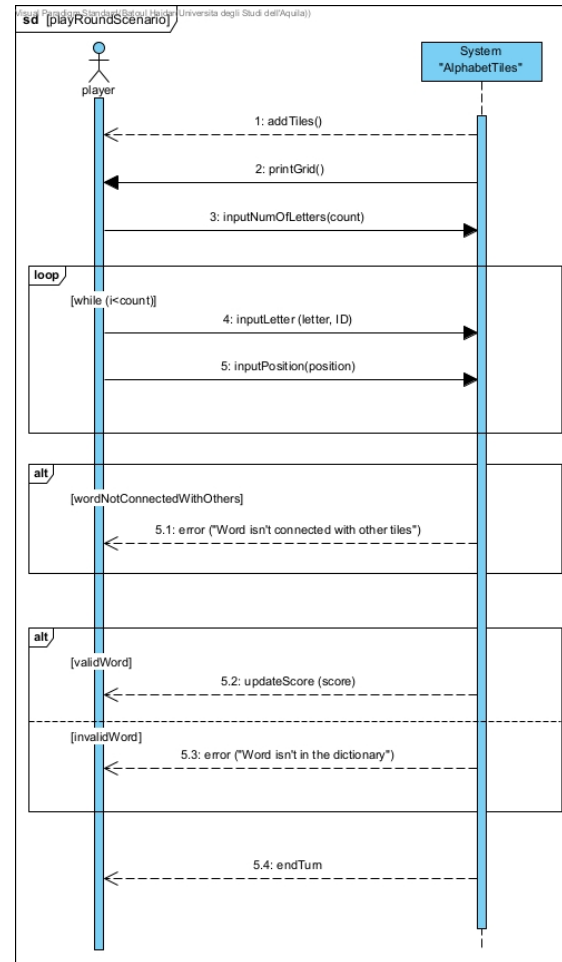 Visual Paradigm Standard(Batoul Haidar(Universita degli Studi dell'Aquila))
sd [playRoundScenario]
System
"AlphabetTiles"
player
1: addTiles()
2: printGrid()
3: inputNumOfLetters(count)
loop
[while (i<count)]
4: inputLetter (letter, ID)
5: inputPosition(position)
alt
[wordNotConnectedWithOthers]
5.1: error ("Word isn't connected with other tiles")
alt
[validWord]
5.2: updateScore (score)
[invalidWord]
5.3: error ("Word isn't in the dictionary")
5.4: endTurn